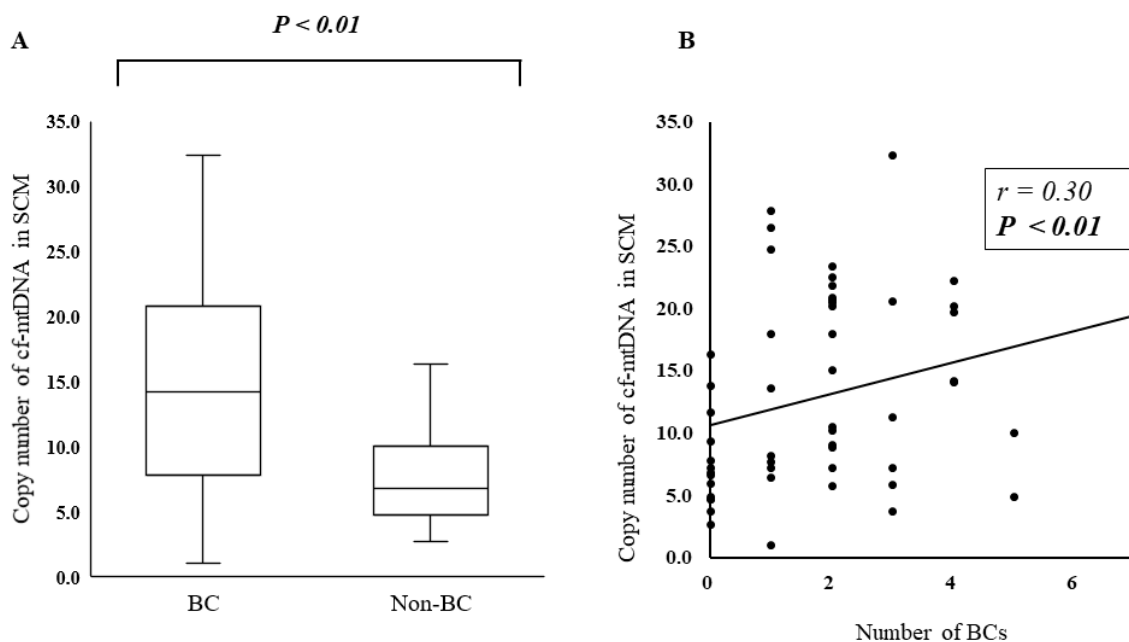 A
P < 0.01
Copy number of cf-mtDNA in SCM
35.0
30.0
25.0
20.0
15.0
10.0
5.0
0.0
BC
Non-BC
B
Copy number of cf-mtDNA in SCM
35.0
30.0
25.0
20.0
15.0
10.0
5.0
0.0
r = 0.30
P < 0.01
0
2
4
6
Number of BCs